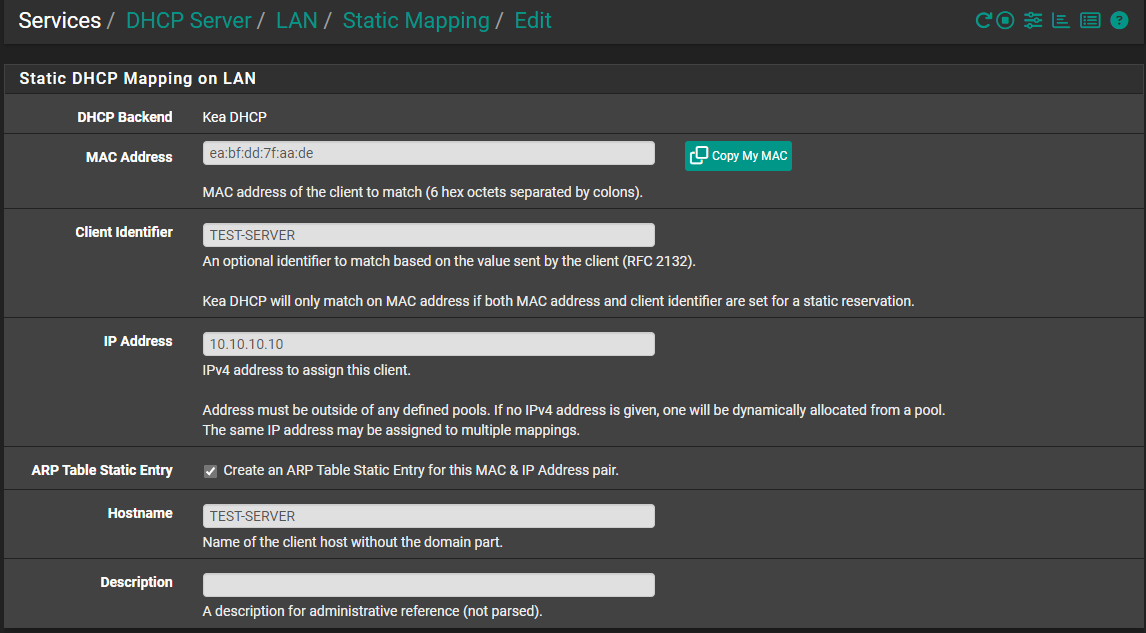 Services / DHCP Server / LAN / Static Mapping / Edit
?
Static DHCP Mapping on LAN
DHCP Backend Kea DHCP
MAC Address ea:bf:dd:7f:aa:de Copy My MAC
MAC address of the client to match (6 hex octets separated by colons).
Client Identifier TEST-SERVER
An optional identifier to match based on the value sent by the client (RFC 2132).
Kea DHCP will only match on MAC address if both MAC address and client identifier are set for a static reservation.
IP Address 10.10.10.10
IPv4 address to assign this client.
Address must be outside of any defined pools. If no IPv4 address is given, one will be dynamically allocated from a pool.
The same IP address may be assigned to multiple mappings.
ARP Table Static Entry Create an ARP Table Static Entry for this MAC & IP Address pair.
Hostname TEST-SERVER
Name of the client host without the domain part.
Description
A description for administrative reference (not parsed).